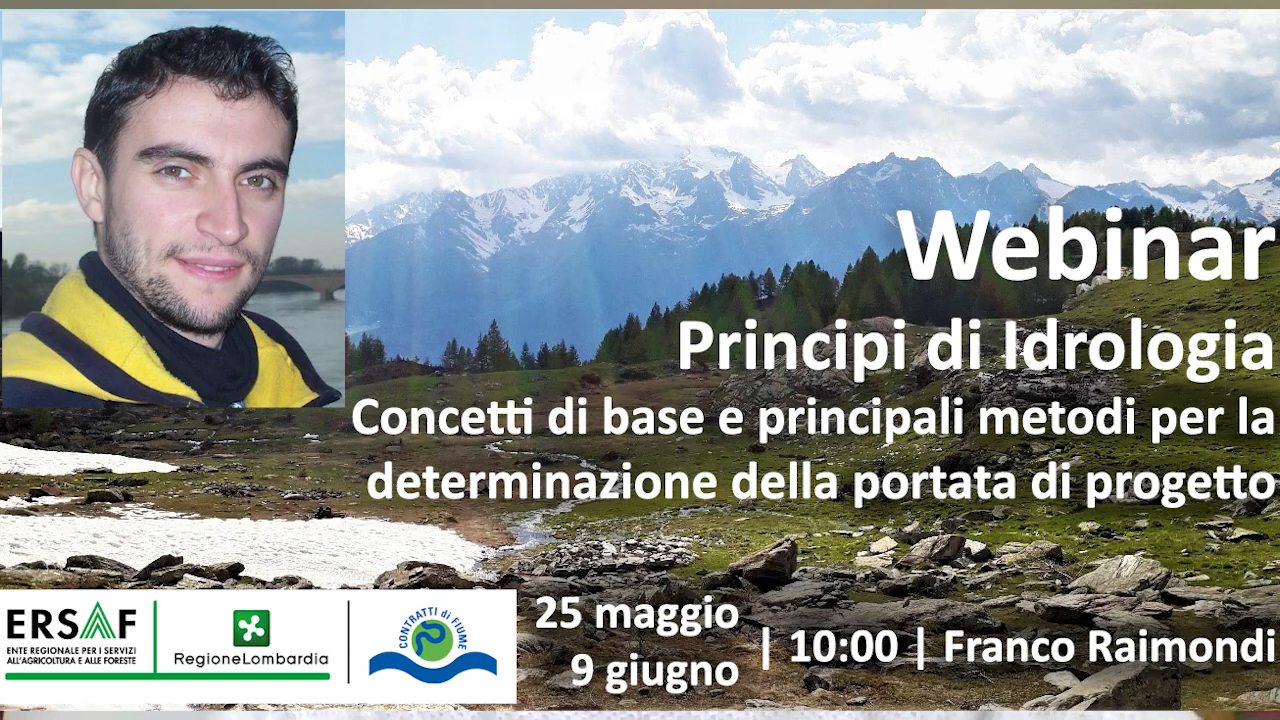 Webinar
Principi di Idrologia
Concetti di base e principali metodi per la
determinazione della portata di progetto
ERSAF
ENTE REGIONALE PER I SERVIZI
ALL'AGRICOLTURA E ALLE FORESTE
RegioneLombardia
CONTRATTI di FIUME
25 maggio
9 giugno
| 10:00 | Franco Raimondi